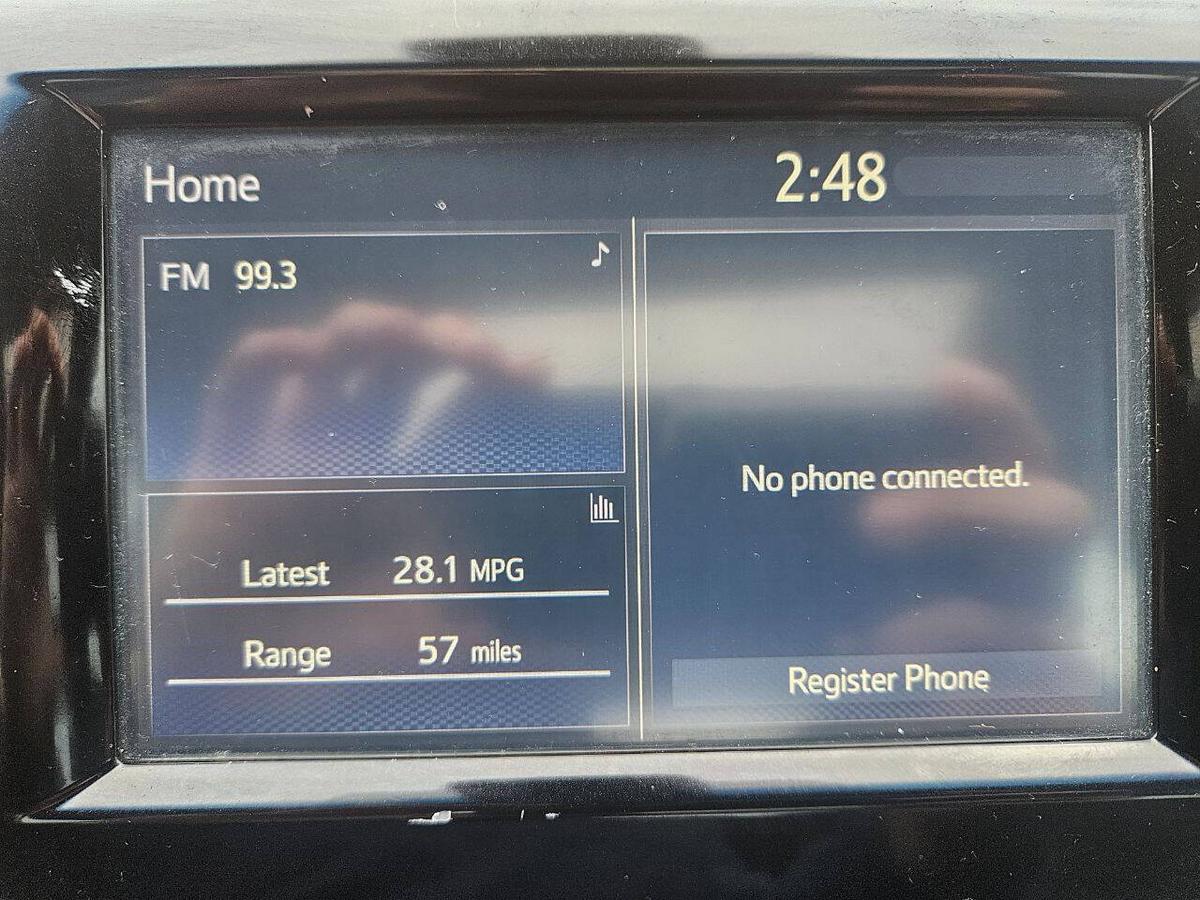 Home
2:48
FM 99.3
Latest 28.1 MPG
Range 57 miles
No phone connected.
Register Phone